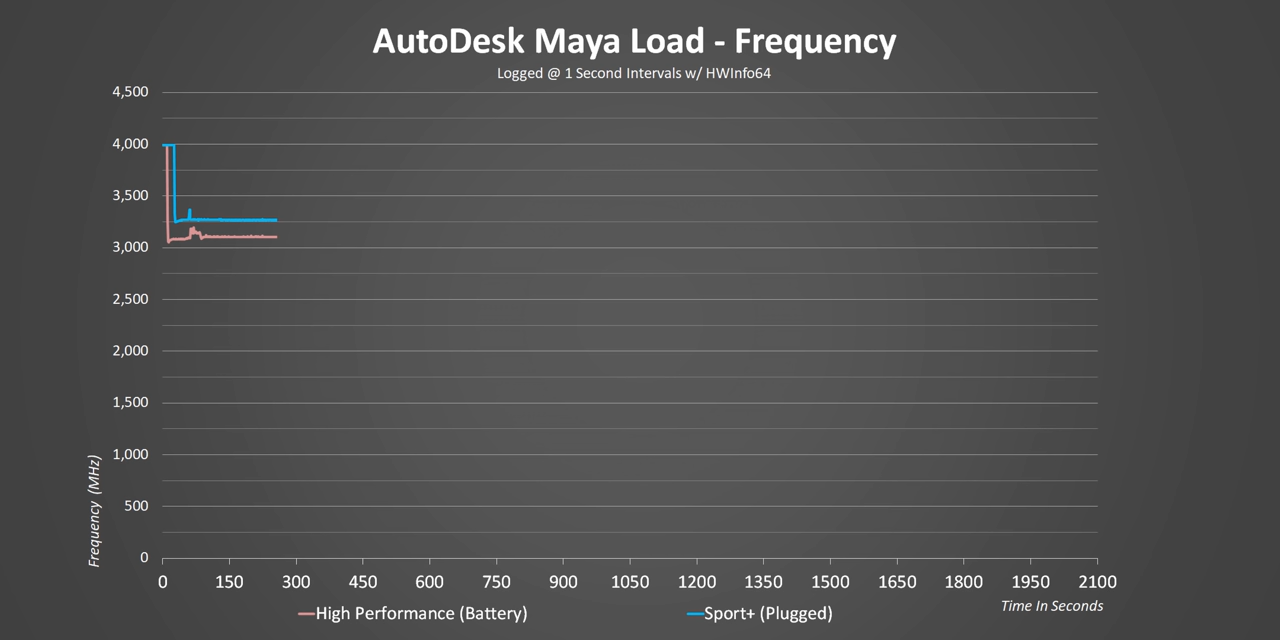 AutoDesk Maya Load - Frequency
Logged @ 1 Second Intervals w/ HWInfo64
4,500
4,000
3,500
3,000
2,500
2,000
1,500
1,000
500
0
Frequency (MHz)
0 150 300 450 600 750 900 1050 1200 1350 1500 1650 1800 1950 2100
Time In Seconds
High Performance (Battery) Sport+ (Plugged)